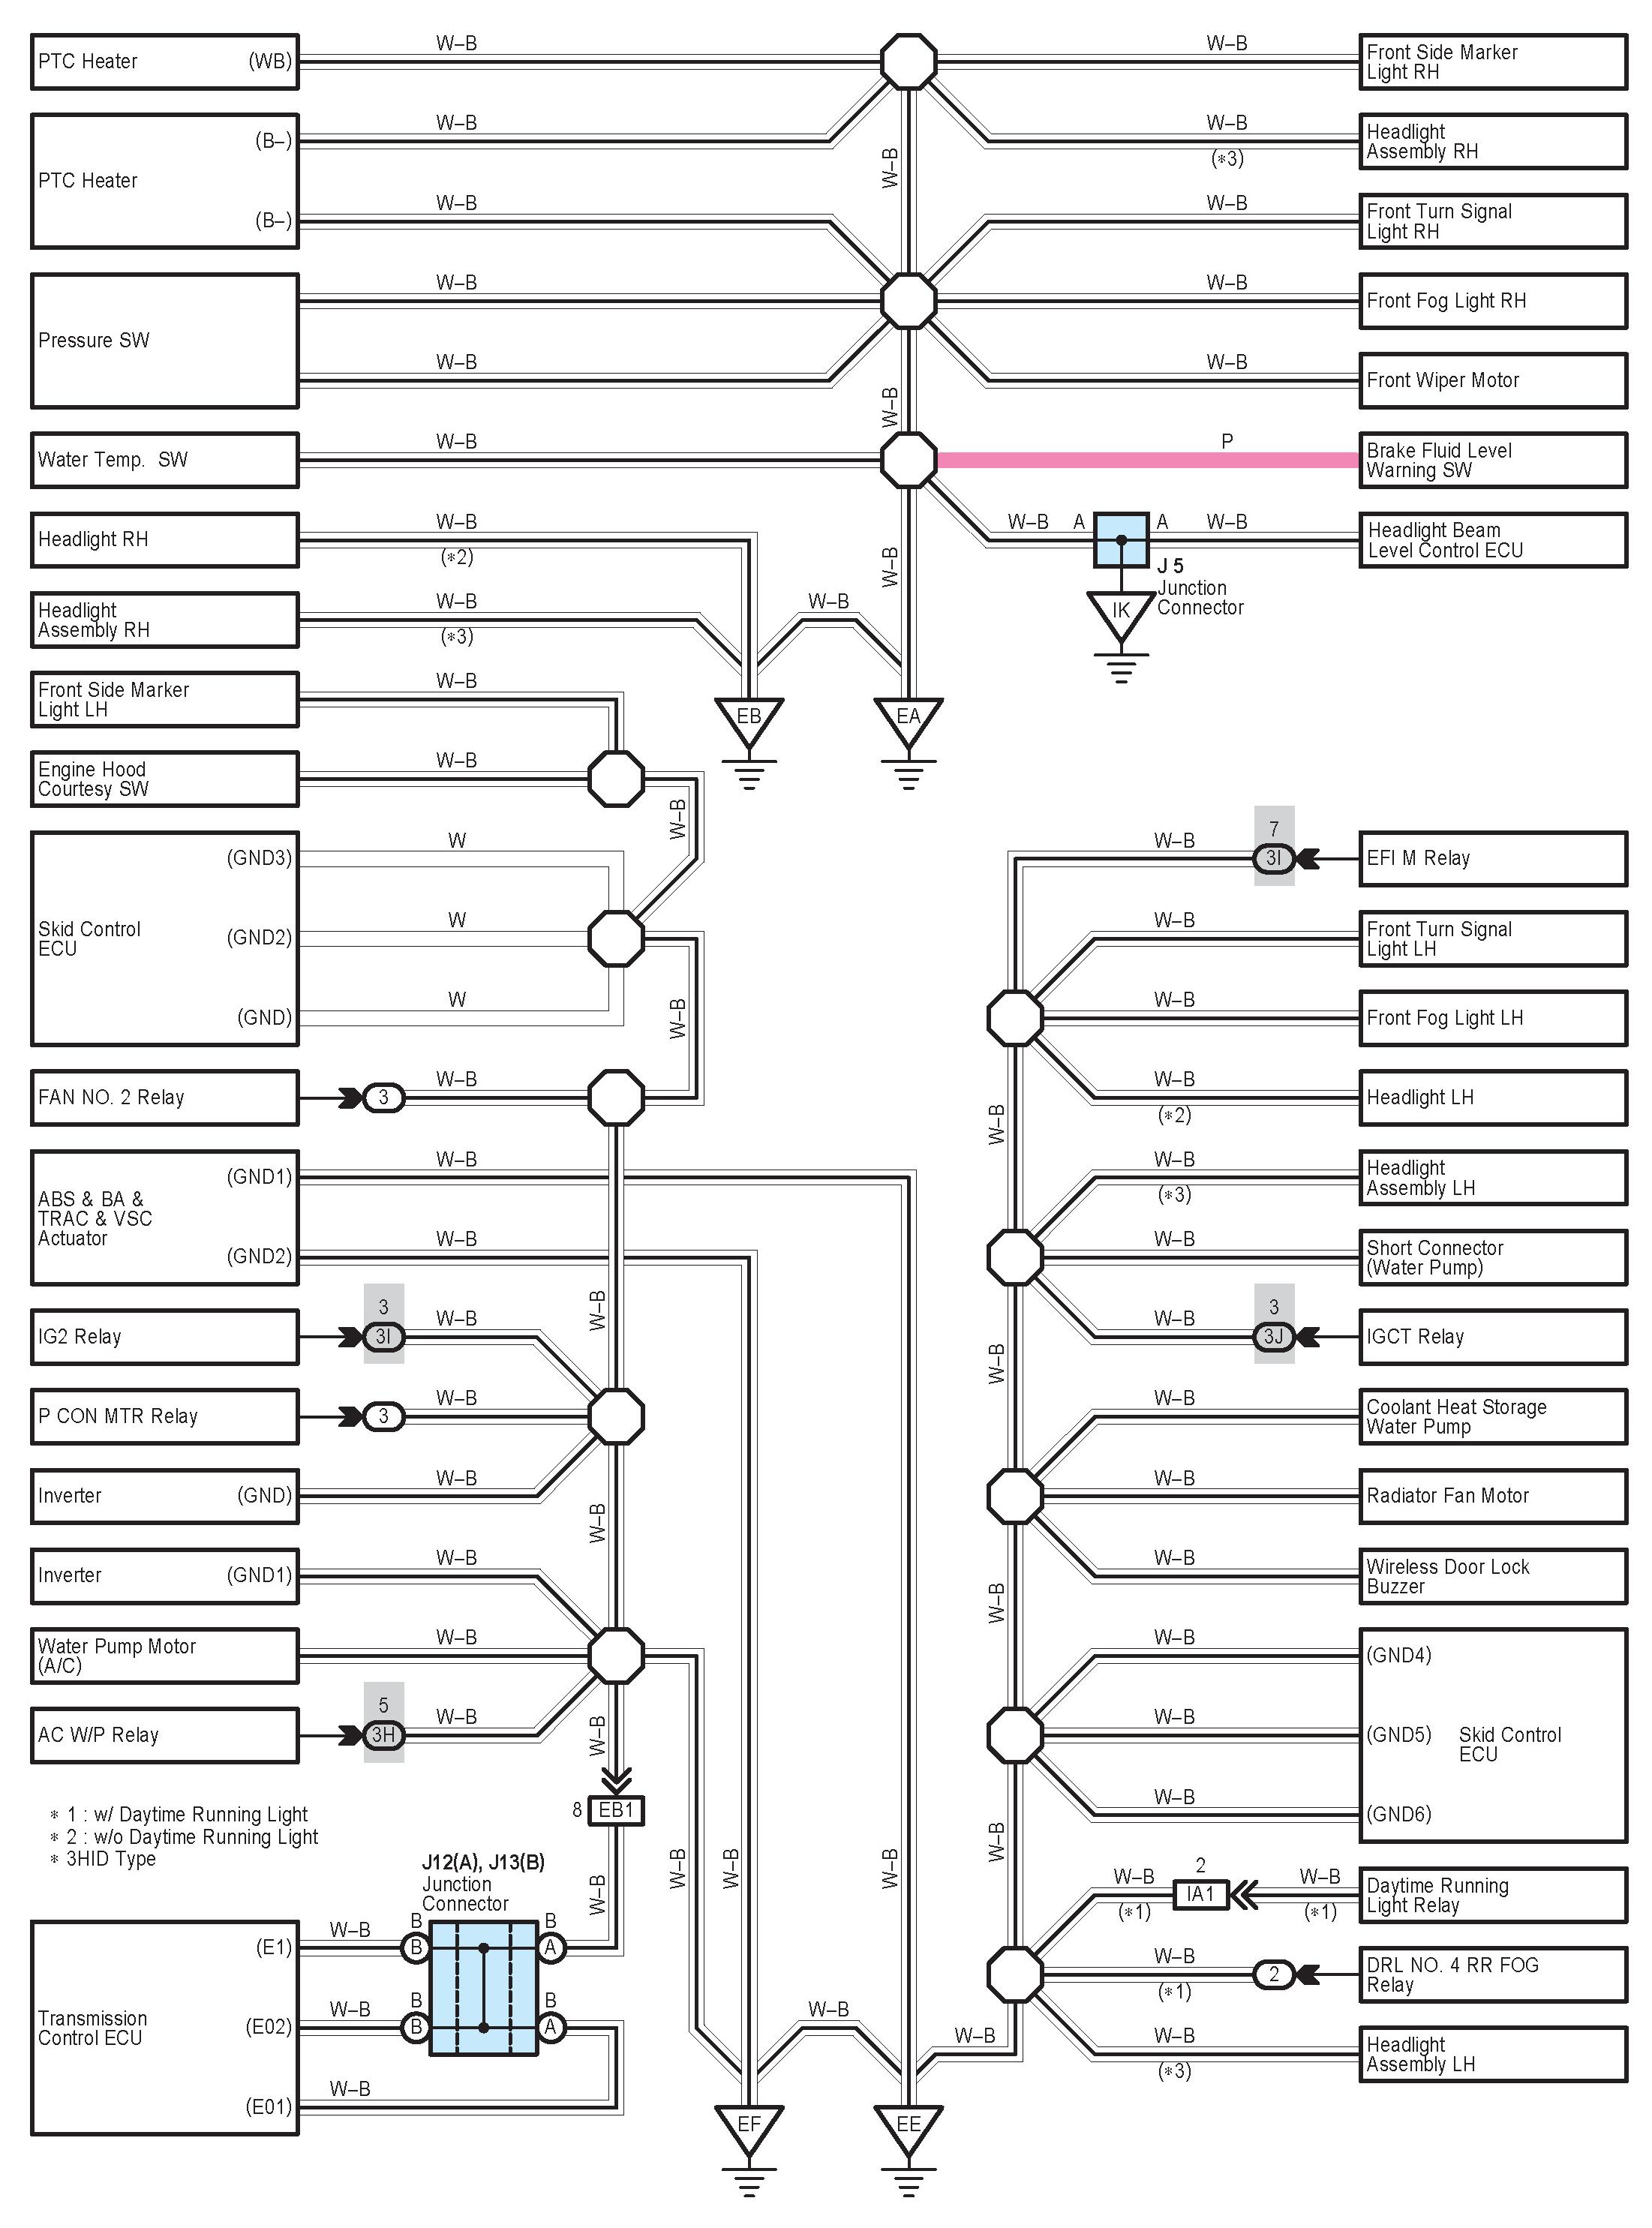 PTC Heater (WB) W–B W–B Front Side Marker
Light RH
(B–) W–B W–B Headlight
Assembly RH
(∗3)
W–B
PTC Heater
(B–) W–B W–B Front Turn Signal
Light RH
W–B W–B Front Fog Light RH
Pressure SW
W–B W–B Front Wiper Motor
W–B
Water Temp. SW W–B P Brake Fluid Level
Warning SW
Headlight RH W–B
(∗2)
W–B
W–B A A W–B Headlight Beam
Level Control ECU
J 5
Junction
Connector
IK
Headlight
Assembly RH W–B
(∗3)
W–B
Front Side Marker
Light LH W–B
EB EA
Engine Hood
Courtesy SW W–B
W–B
(GND3) W
Skid Control
ECU
(GND2) W
(GND) W
W–B
7
3I
W–B EFI M Relay
W–B Front Turn Signal
Light LH
W–B Front Fog Light LH
FAN NO. 2 Relay 3 W–B
W–B
(∗2)
Headlight LH
W–B
ABS & BA &
TRAC & VSC
Actuator
(GND1) W–B
(GND2) W–B
W–B
(∗3)
Headlight
Assembly LH
W–B Short Connector
(Water Pump)
W–B
IG2 Relay 3
3I
W–B
W–B 3
3J
IGCT Relay
W–B
P CON MTR Relay 3 W–B
W–B Coolant Heat Storage
Water Pump
Inverter (GND) W–B
W–B
W–B Radiator Fan Motor
Inverter (GND1) W–B
W–B Wireless Door Lock
Buzzer
W–B
Water Pump Motor
(A/C) W–B
W–B (GND4)
AC W/P Relay 5
3H
W–B
W–B
W–B (GND5) Skid Control
ECU
W–B (GND6)
W–B
∗ 1 : w/ Daytime Running Light
∗ 2 : w/o Daytime Running Light
∗ 3HID Type
8 EB1
W–B
W–B W–B
J12(A), J13(B)
Junction
Connector
W–B
(∗1)
2
IA1
W–B
(∗1)
Daytime Running
Light Relay
Transmission
Control ECU
(E1) W–B B B B A
(E02) W–B B B B A
(E01) W–B
W–B
(∗1)
2
DRL NO. 4 RR FOG
Relay
W–B W–B
W–B
(∗3)
Headlight
Assembly LH
EF EE